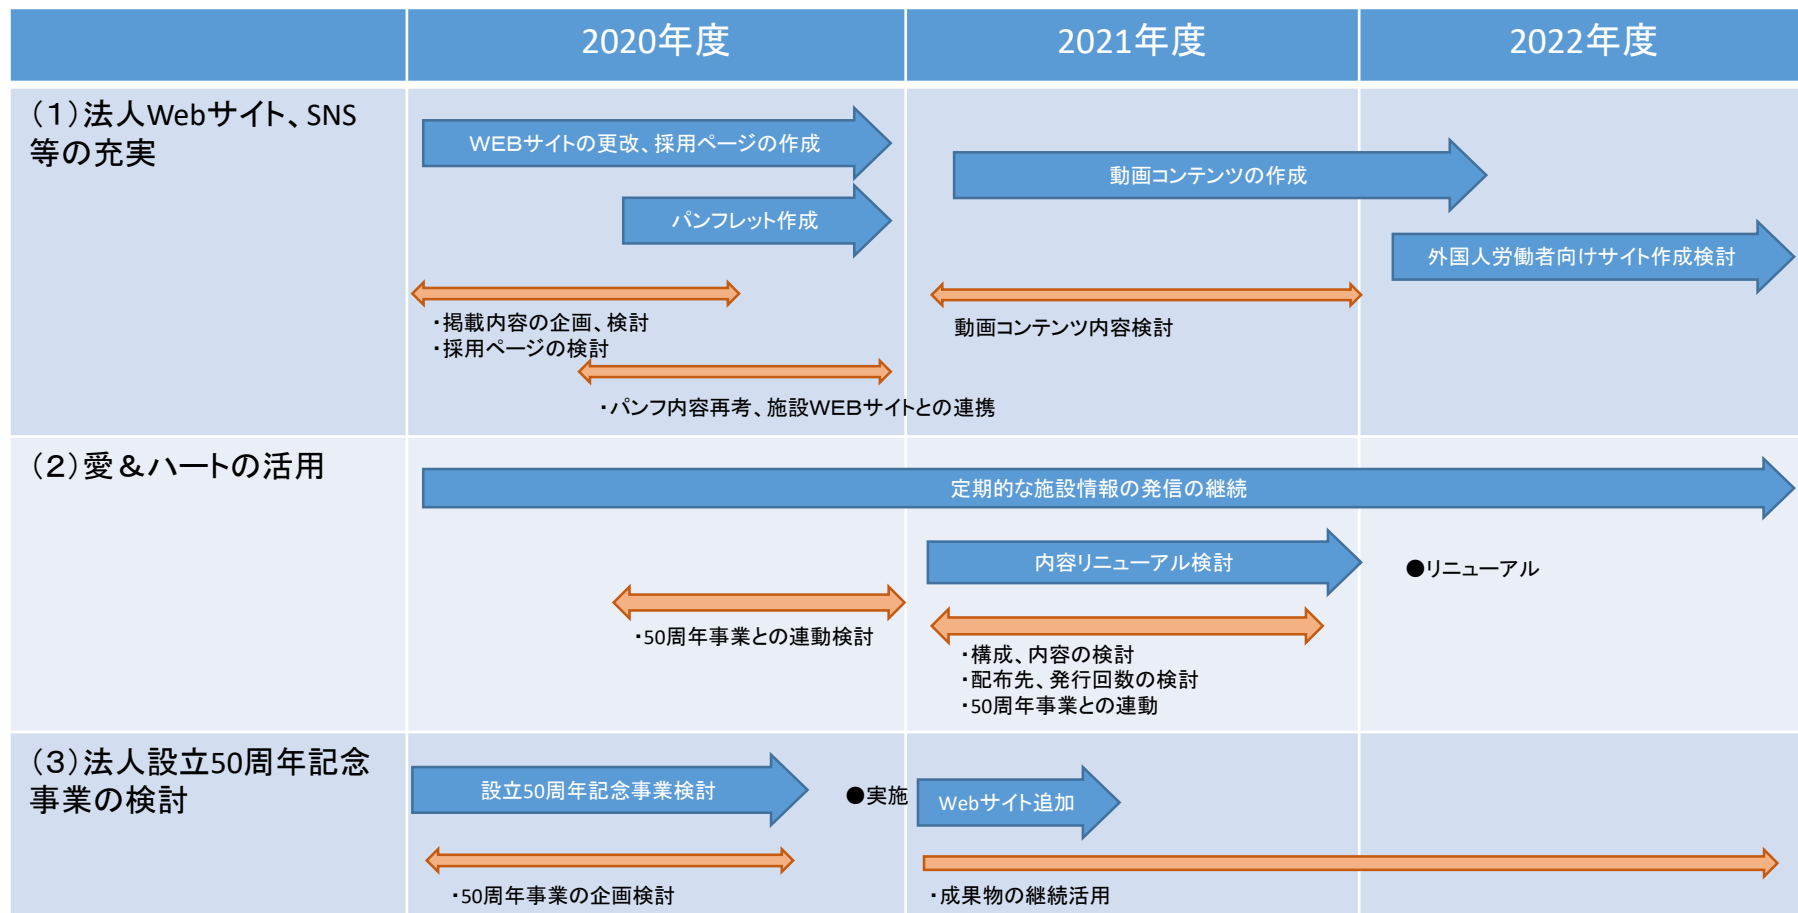 2020年度
2021年度
2022年度
（１）法人Webサイト、SNS
等の充実
WEBサイトの更改、採用ページの作成
パンフレット作成
・掲載内容の企画、検討
・採用ページの検討
・パンフ内容再考、施設WEBサイトとの連携
動画コンテンツの作成
動画コンテンツ内容検討
外国人労働者向けサイト作成検討
（２）愛＆ハートの活用
定期的な施設情報の発信の継続
・50周年事業との連動検討
内容リニューアル検討
・構成、内容の検討
・配布先、発行回数の検討
・50周年事業との連動
●リニューアル
（３）法人設立50周年記念
事業の検討
設立50周年記念事業検討
●実施
・50周年事業の企画検討
Webサイト追加
・成果物の継続活用